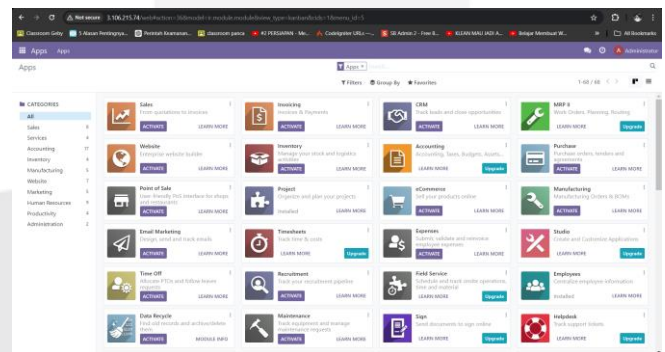 Not secure 3.106.215.74/web#action=36&model=ir.module.module&view_type=kanban&cids=1&menu_id=5
Classroom Geby 5 Alasan Pentingnya... Perintah Keamanan... classroom panca #2 PERSIAPAN - Me... CodeIgniter URLs —... SB Admin 2 - Free B... KLEAN MAU JADI A... Belajar Membuat W... All Bookmarks
Apps Apps Administrator
Apps Apps
Filters Group By Favorites 1-68 / 68
CATEGORIES
All
Sales 8
Services 4
Accounting 17
Inventory
Manufacturing 5
Website 7
Marketing
Human Resources 9
Productivity
Administration 2
Sales Invoicing CRM MRP II
From quotations to invoices Invoices & Payments Track leads and close opportunities Work Orders, Planning, Routing
ACTIVATE LEARN MORE ACTIVATE LEARN MORE ACTIVATE LEARN MORE LEARN MORE Upgrade
Website Inventory Accounting Purchase
Enterprise website builder Manage your stock and logistics activities Accounting, Taxes, Budgets, Assets... Purchase orders, tenders and agreements
ACTIVATE LEARN MORE ACTIVATE LEARN MORE LEARN MORE Upgrade ACTIVATE LEARN MORE
Point of Sale Project eCommerce Manufacturing
User-friendly PoS interface for shops and restaurants Organize and plan your projects Sell your products online Manufacturing Orders & BOMs
ACTIVATE LEARN MORE Installed LEARN MORE ACTIVATE LEARN MORE ACTIVATE LEARN MORE
Email Marketing Timesheets Expenses Studio
Design, send and track emails Track time & costs Submit, validate and reinvoice employee expenses Create and Customise Applications
ACTIVATE LEARN MORE LEARN MORE Upgrade ACTIVATE LEARN MORE LEARN MORE Upgrade
Time Off Recruitment Field Service Employees
Allocate PTOs and follow leaves requests Track your recruitment pipeline Schedule and track onsite operations, time and material Centralize employee information
ACTIVATE LEARN MORE ACTIVATE LEARN MORE LEARN MORE Upgrade Installed LEARN MORE
Data Recycle Maintenance Sign Helpdesk
Find old records and archive/delete them Track equipment and manage maintenance requests Send documents to sign online Track support tickets
ACTIVATE MODULE INFO ACTIVATE LEARN MORE LEARN MORE Upgrade LEARN MORE Upgrade